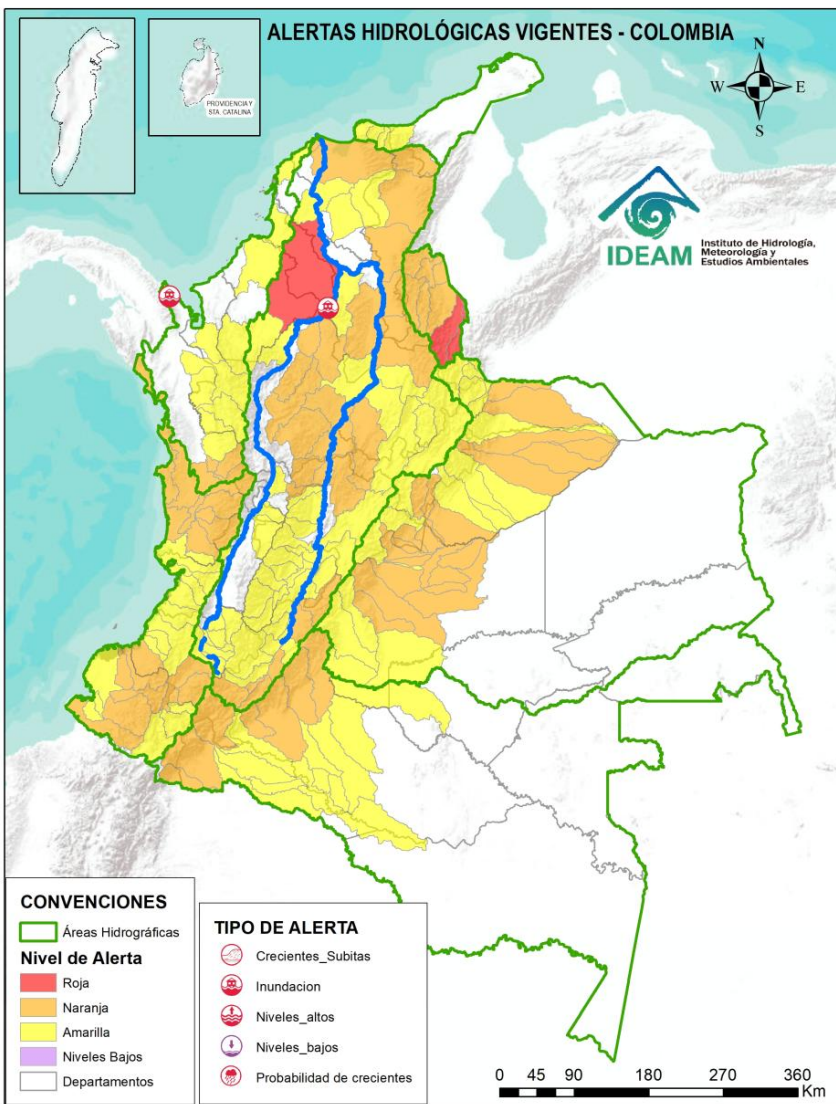 ALERTAS HIDROLÓGICAS VIGENTES - COLOMBIA
PROVIDENCIA Y
STA. CATALINA
N
W
E
S
IDEAM
Instituto de Hidrología,
Meteorología y
Estudios Ambientales
CONVENCIONES
Áreas Hidrográficas
Nivel de Alerta
Roja
Naranja
Amarilla
Niveles Bajos
Departamentos
TIPO DE ALERTA
Crecientes_Subitas
Inundacion
Niveles_altos
Niveles_bajos
Probabilidad de crecientes
0 45 90 180 270 360
Km